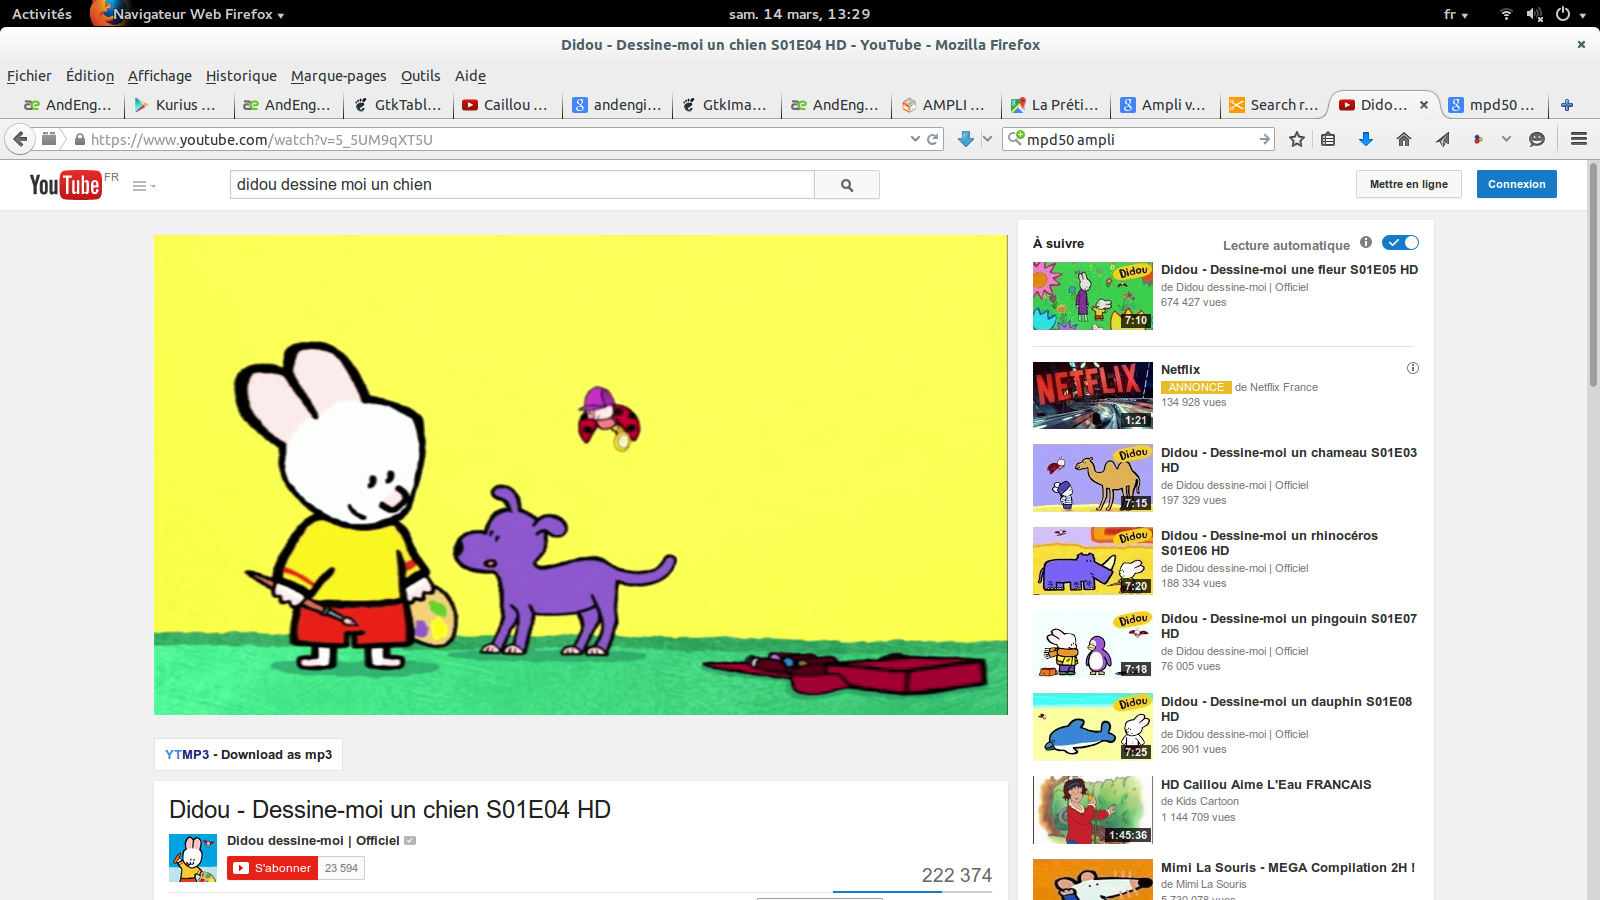 Activités
Navigateur Web Firefox
sam. 14 mars, 13:29
fr
Didou - Dessine-moi un chien S01E04 HD - YouTube - Mozilla Firefox
Fichier Édition Affichage Historique Marque-pages Outils Aide
AndEng... Kurius ... AndEng... GtkTabl... Caillou ... andengi... GtkIma... AndEng... AMPLI ... La Préti... Ampli v... Search r... Dido... mpd50 ...
https://www.youtube.com/watch?v=5_5UM9qXT5U
mpd50 ampli
YouTube FR
didou dessine moi un chien
Mettre en ligne
Connexion
YTMP3 - Download as mp3
Didou - Dessine-moi un chien S01E04 HD
Didou dessine-moi | Officiel
S'abonner 23 594
222 374
À suivre
Lecture automatique
Didou
7:10
Didou - Dessine-moi une fleur S01E05 HD
de Didou dessine-moi | Officiel
674 427 vues
NETFLIX
1:21
Netflix
ANNONCE de Netflix France
134 928 vues
Didou
7:15
Didou - Dessine-moi un chameau S01E03
HD
de Didou dessine-moi | Officiel
197 329 vues
Didou
7:20
Didou - Dessine-moi un rhinocéros
S01E06 HD
de Didou dessine-moi | Officiel
188 334 vues
Didou
7:18
Didou - Dessine-moi un pingouin S01E07
HD
de Didou dessine-moi | Officiel
76 005 vues
Didou
7:25
Didou - Dessine-moi un dauphin S01E08
HD
de Didou dessine-moi | Officiel
206 901 vues
1:45:36
HD Caillou Aime L'Eau FRANCAIS
de Kids Cartoon
1 144 709 vues
Mimi La Souris - MEGA Compilation 2H !
de Mimi La Souris
5 730 078 vues